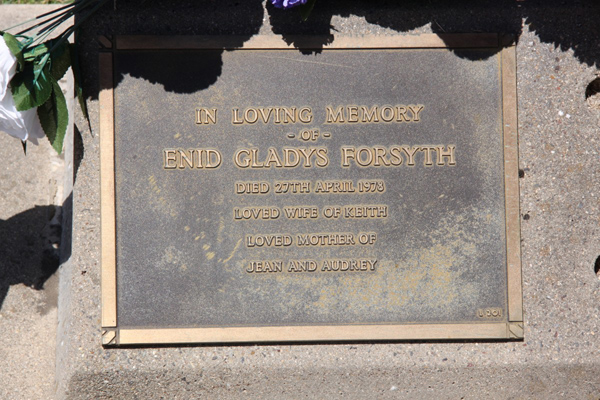 IN LOVING MEMORY
- OF -
ENID GLADYS FORSYTH
DIED 27TH APRIL 1978
LOVED WIFE OF KEITH
LOVED MOTHER OF
JEAN AND AUDREY